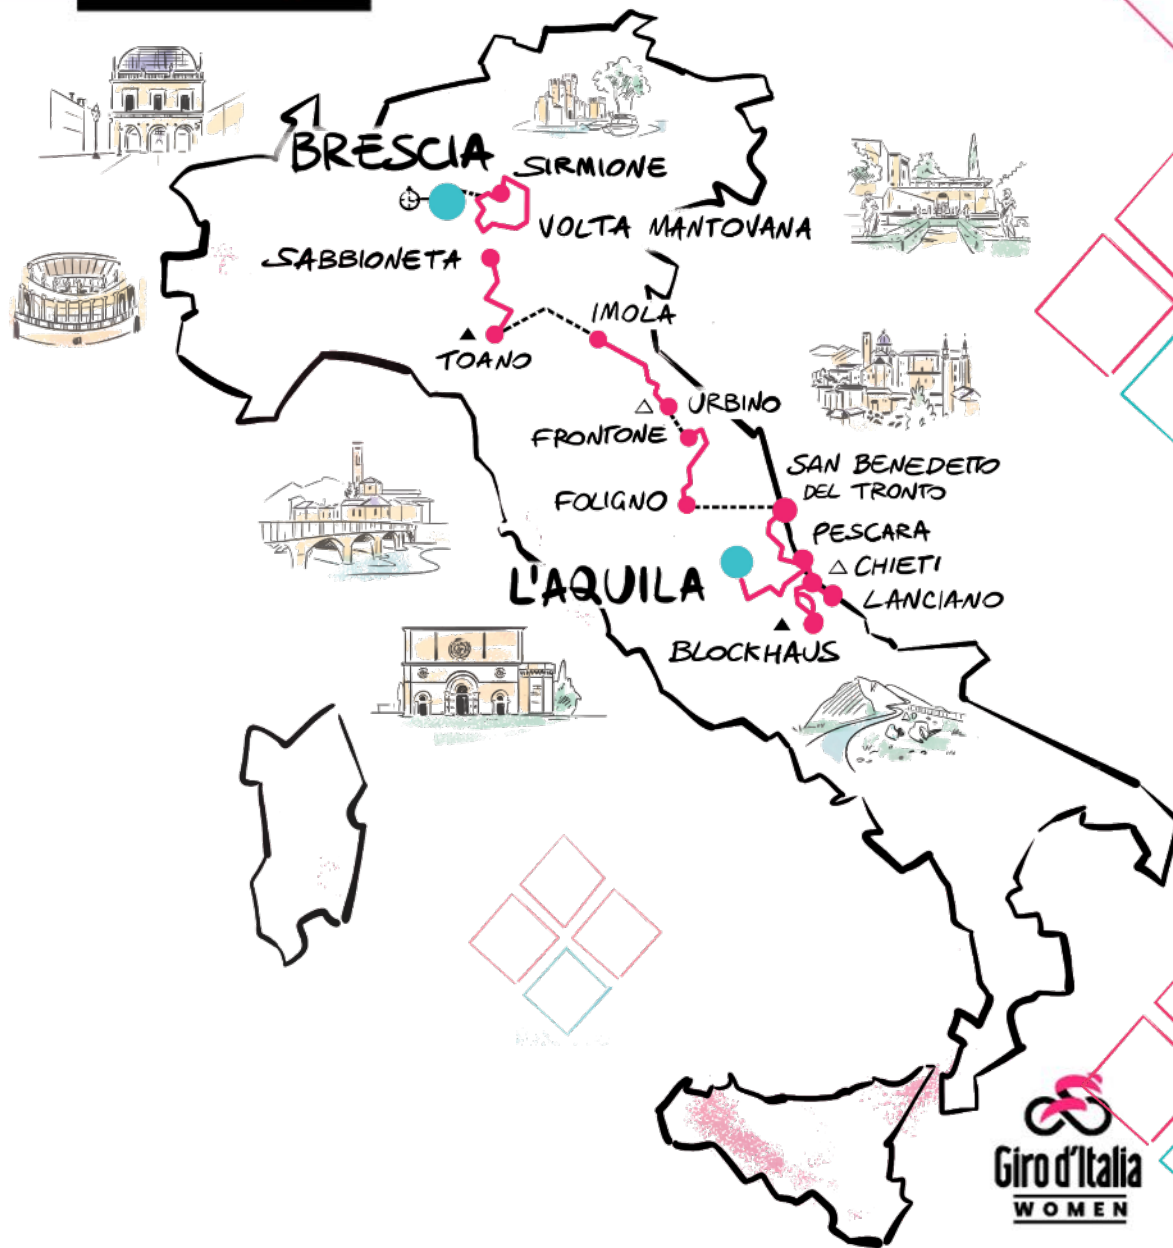 BRESCIA
SIRMIONE
VOLTA MANTOVANA
SABBIONETA
IMOLA
TOANO
URBINO
FRONTONE
SAN BENEDETTO
DEL TRONTO
FOLIGNO
PESCARA
CHIETI
L'AQUILA
LANCIANO
BLOCKHAUS
Giro d'Italia
WOMEN